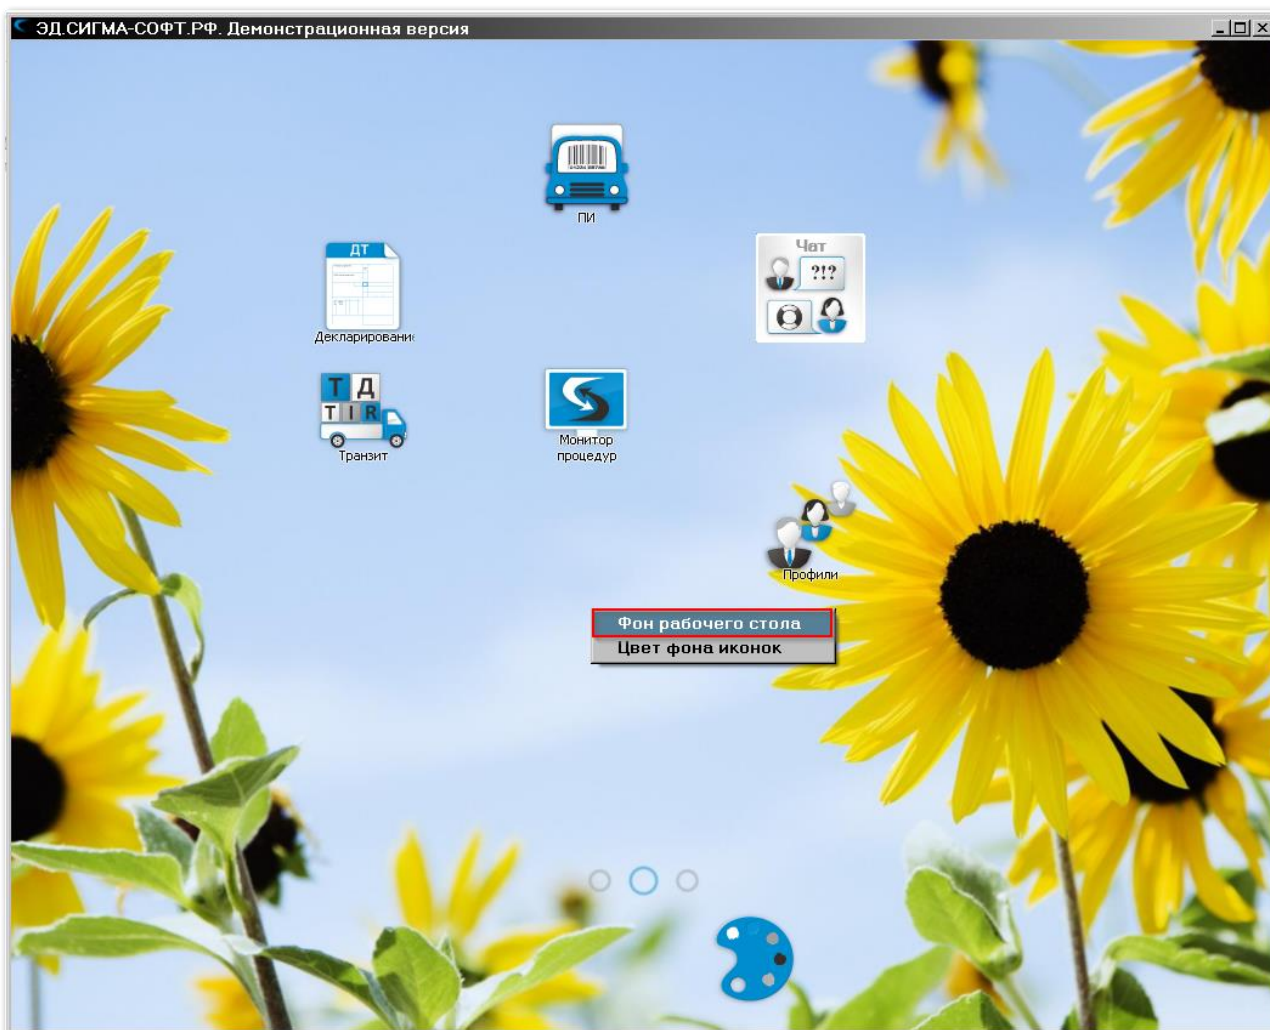 ЭД.СИГМА-СОФТ.РФ. Демонстрационная версия
ПИ
ДТ
Декларировани
Чат
?!?
Т Д
TIR
Транзит
Монитор
процедур
Профили
Фон рабочего стола
Цвет фона иконок